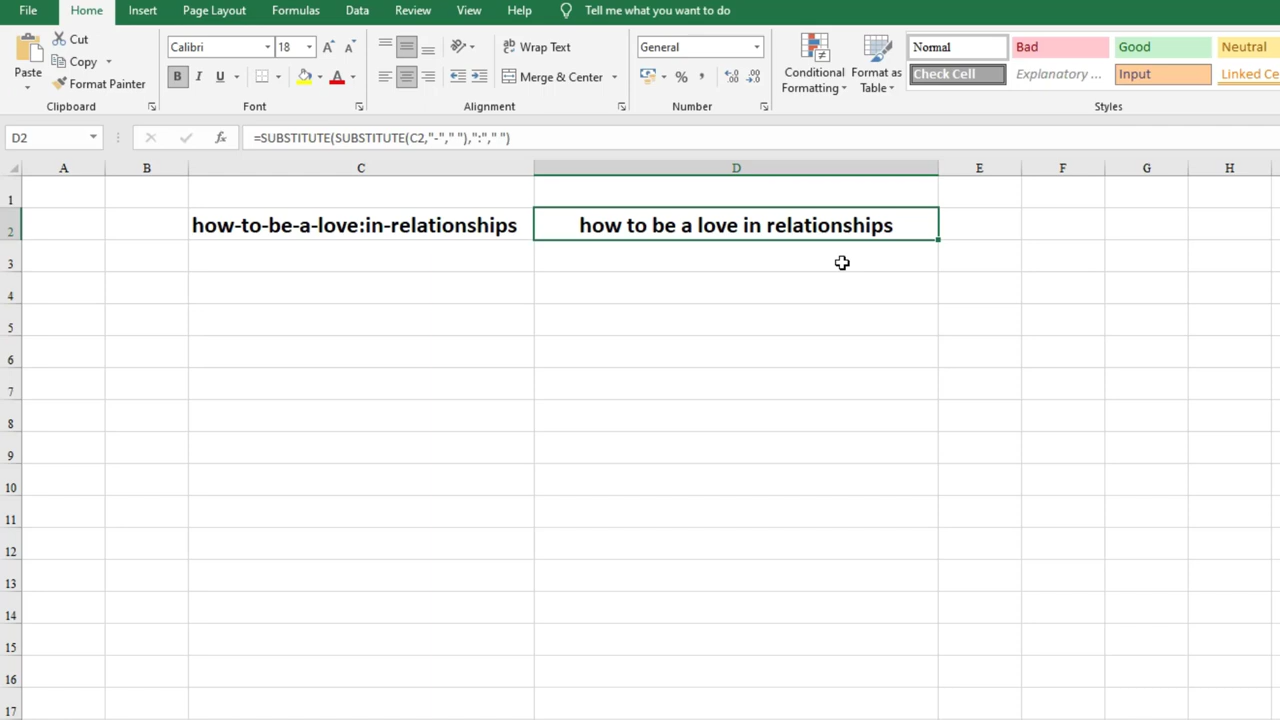 File Home Insert Page Layout Formulas Data Review View Help Tell me what you want to do
Paste Cut Copy Format Painter
Calibri 18 A A
B I U A
Wrap Text
Merge & Center
General
% ,
Conditional Formatting
Format as Table
Normal Bad Good Neutral
Check Cell Explanatory ... Input Linked Ce
Clipboard Font Alignment Number Styles
D2 fx =SUBSTITUTE(SUBSTITUTE(C2,"-"," "),":"," ")
A B C D E F G H
1
2 how-to-be-a-love:in-relationships how to be a love in relationships
3
4
5
6
7
8
9
10
11
12
13
14
15
16
17